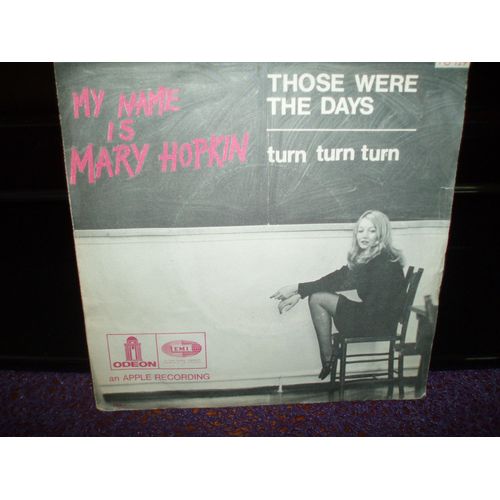 MY NAME
IS
MARY HOPKIN
THOSE WERE
THE DAYS
turn turn turn
ODEON
EMI
an APPLE RECORDING